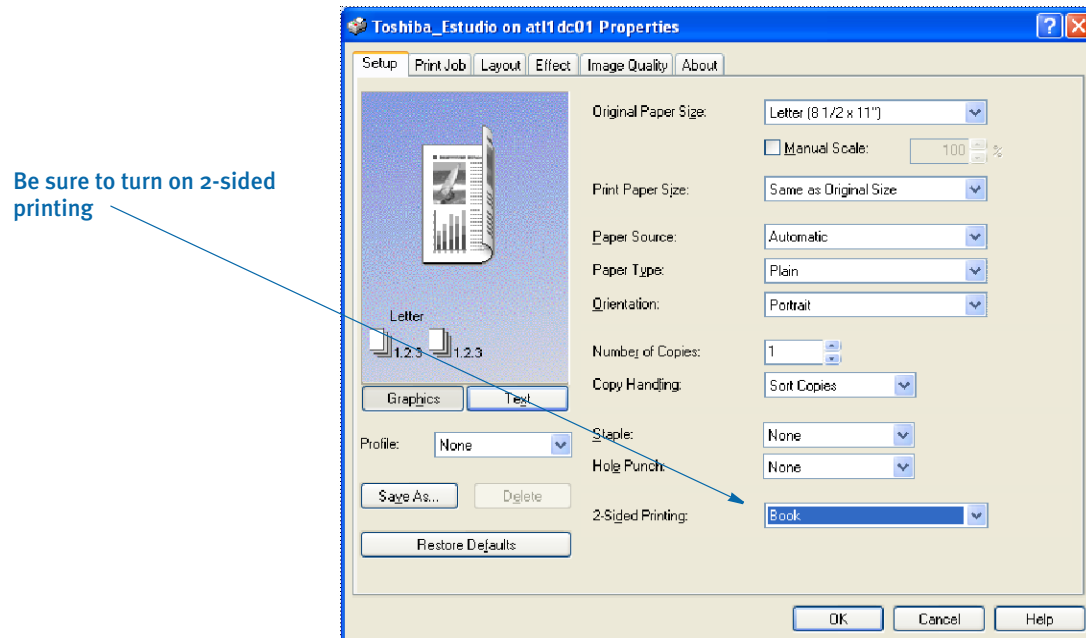 Toshiba_Estudio on atl1dc01 Properties
Setup Print Job Layout Effect Image Quality About
Be sure to turn on 2-sided
printing
Original Paper Size: Letter (8 1/2 x 11")
Manual Scale: 100 %
Print Paper Size: Same as Original Size
Paper Source: Automatic
Paper Type: Plain
Orientation: Portrait
Letter
1.2.3 1.2.3
Number of Copies: 1
Copy Handling: Sort Copies
Graphics Text
Profile: None
Staple: None
Hole Punch: None
Save As... Delete
2-Sided Printing: Book
Restore Defaults
OK Cancel Help